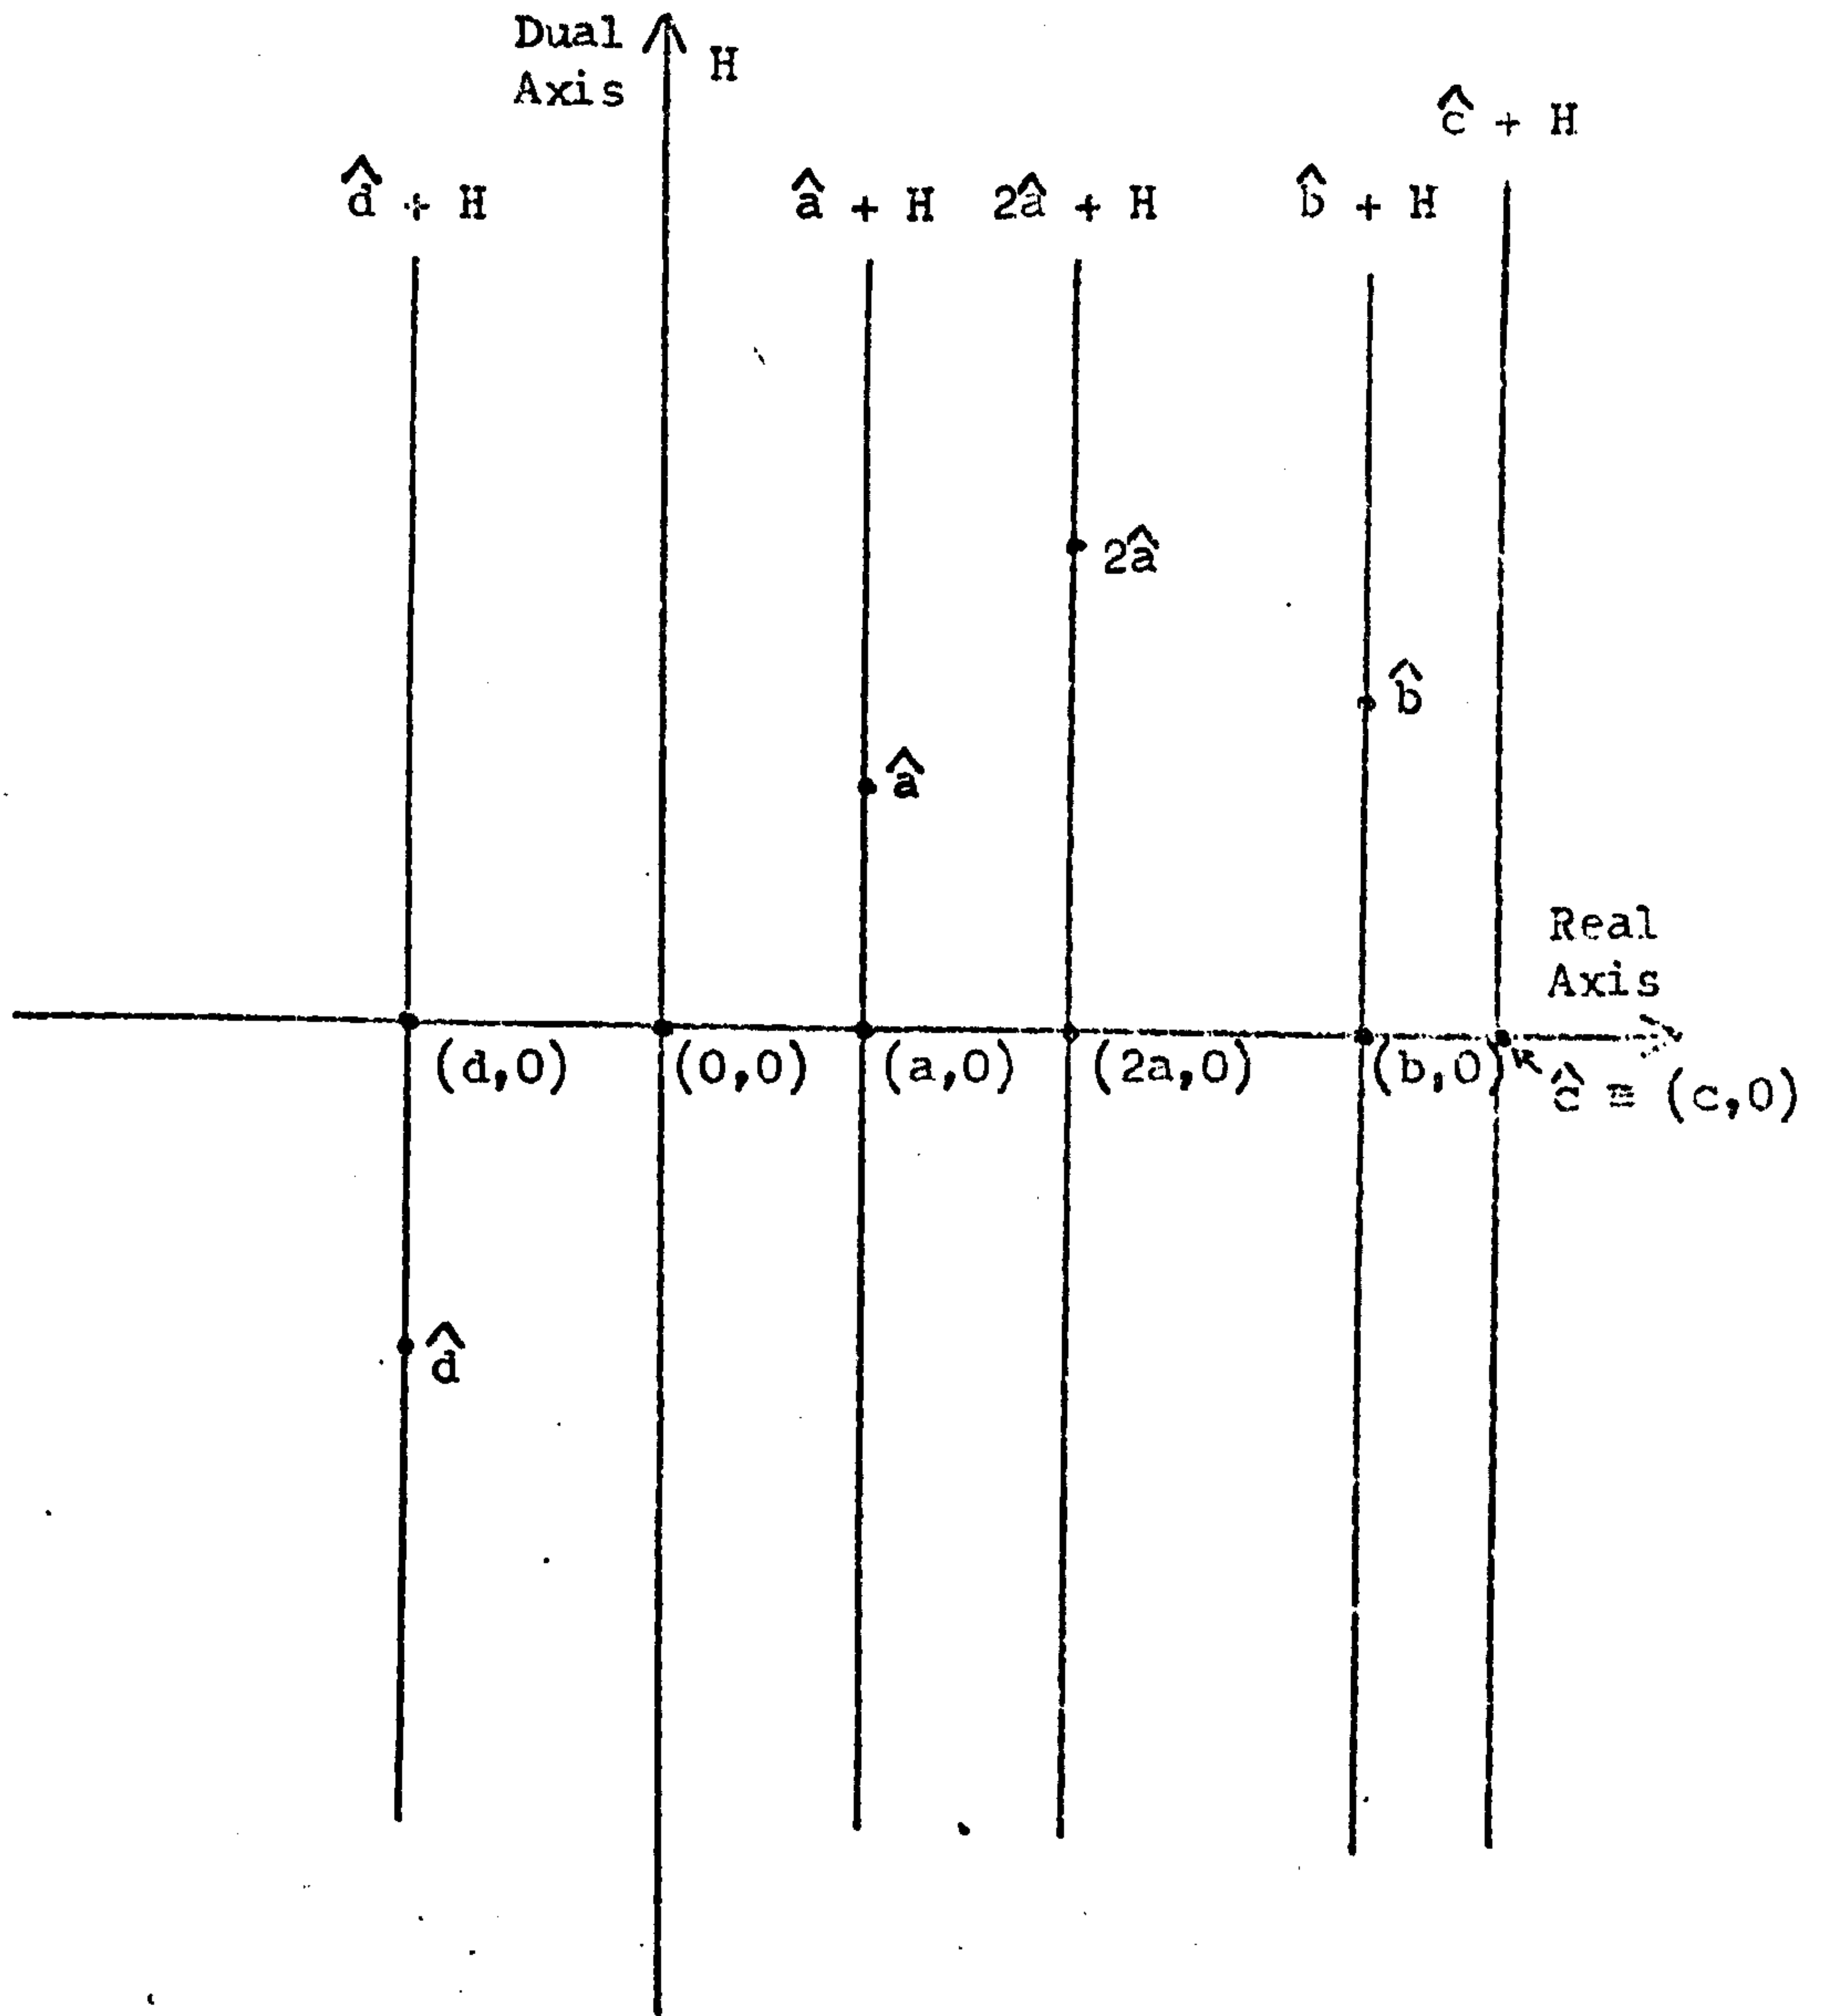 Dual
Axis
H
ĉ + H
d̂ + H
â + H
2â + H
b̂ + H
2â
b̂
â
Real
Axis
(d,0)
(0,0)
(a,0)
(2a,0)
(b,0)
ĉ ≡ (c,0)
d̂